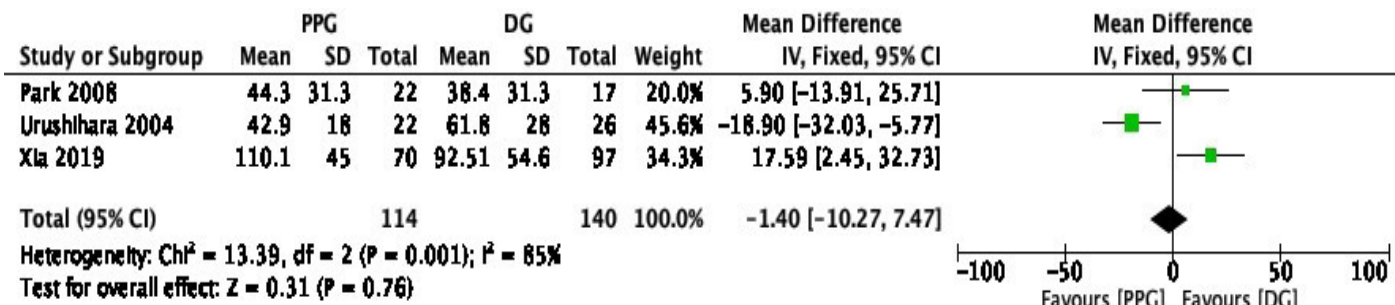 PPG DG Mean Difference Mean Difference
Study or Subgroup Mean SD Total Mean SD Total Weight IV, Fixed, 95% CI IV, Fixed, 95% CI
Park 2008 44.3 31.3 22 38.4 31.3 17 20.0% 5.90 [−13.91, 25.71]
Urushihara 2004 42.9 18 22 61.8 28 26 45.6% −18.90 [−32.03, −5.77]
Xia 2019 110.1 45 70 92.51 54.6 97 34.3% 17.59 [2.45, 32.73]
Total (95% CI) 114 140 100.0% −1.40 [−10.27, 7.47]
Heterogeneity: Chi² = 13.39, df = 2 (P = 0.001); I² = 85%
Test for overall effect: Z = 0.31 (P = 0.76)
−100 −50 0 50 100
Favours [PPG] Favours [DG]